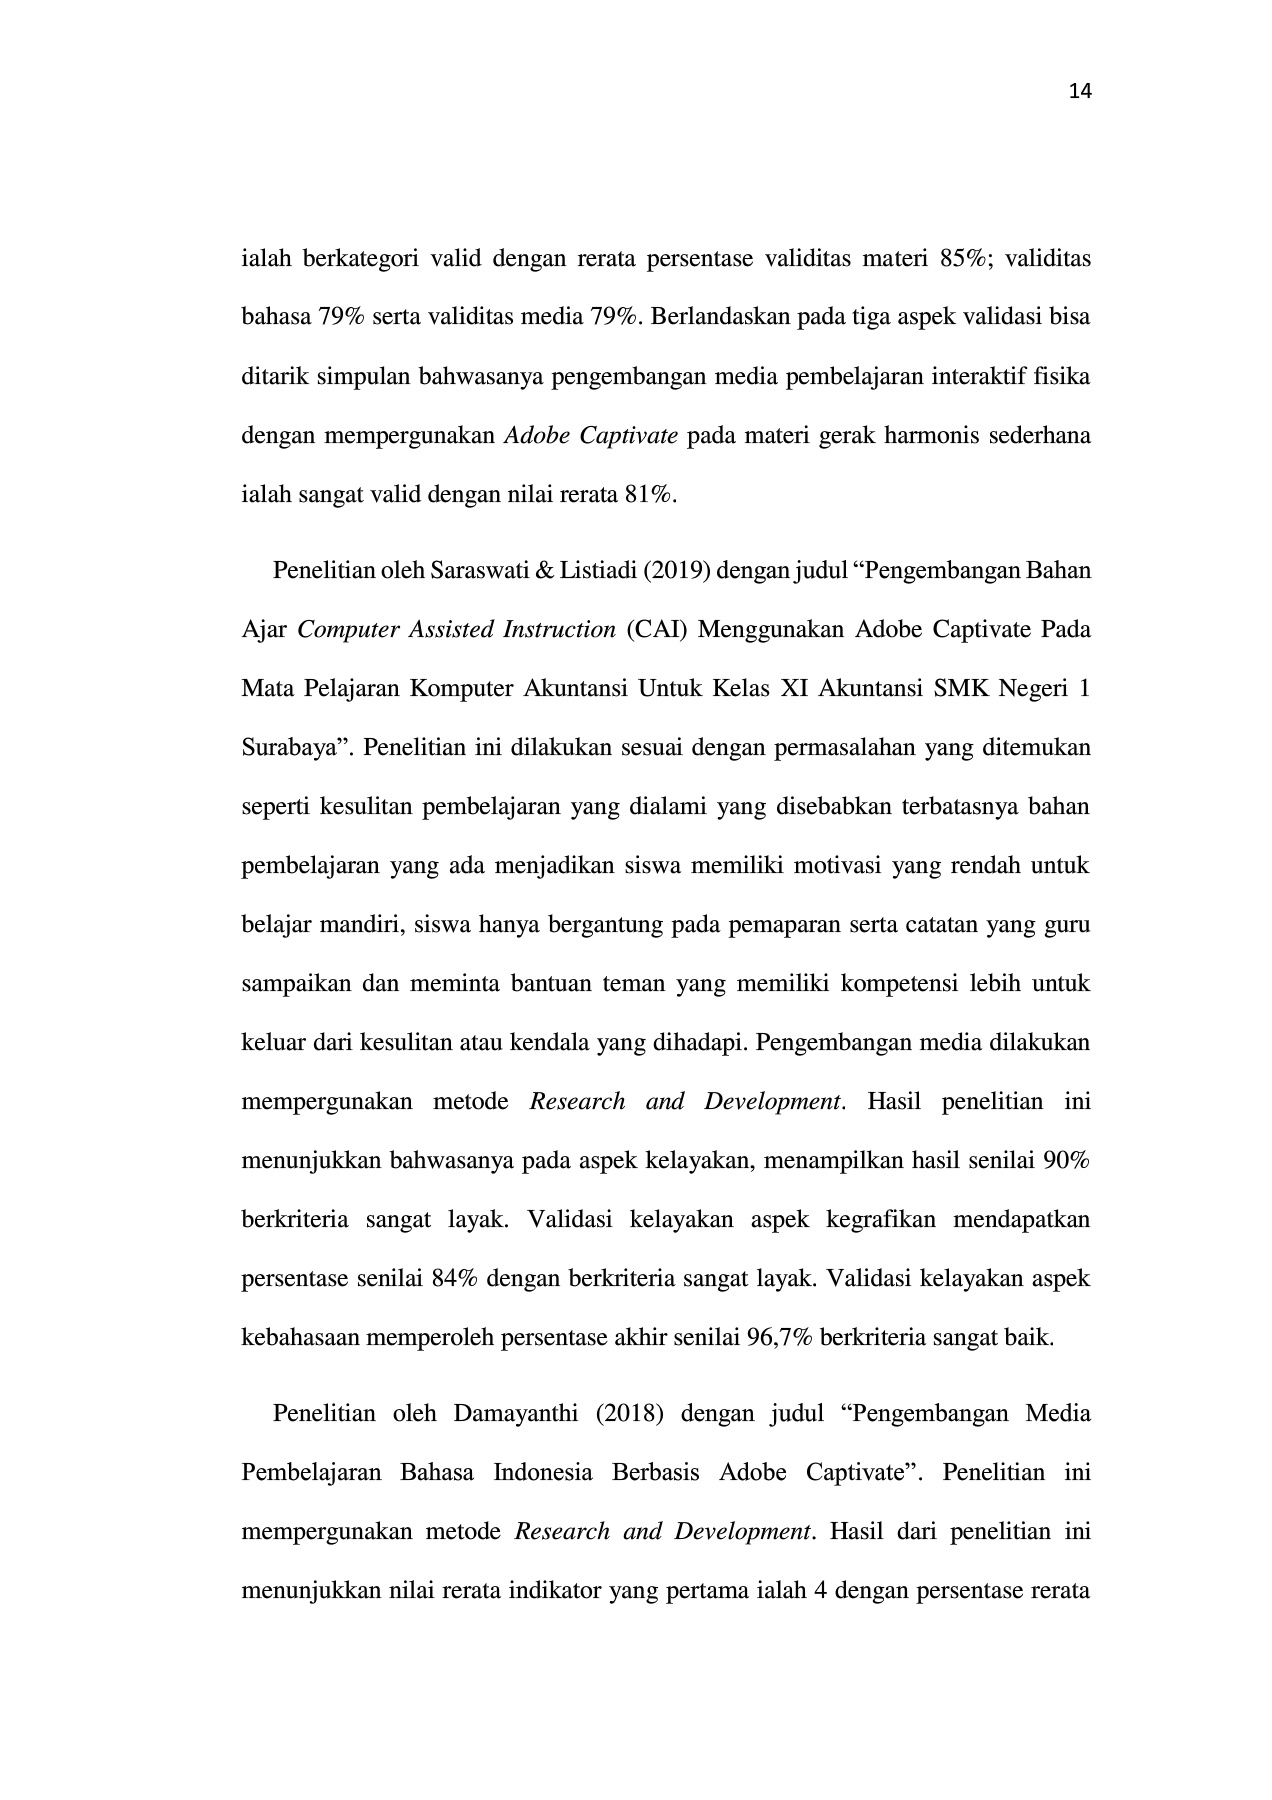 14
ialah berkategori valid dengan rerata persentase validitas materi 85%; validitas
bahasa 79% serta validitas media 79%. Berlandaskan pada tiga aspek validasi bisa
ditarik simpulan bahwasanya pengembangan media pembelajaran interaktif fisika
dengan mempergunakan Adobe Captivate pada materi gerak harmonis sederhana
ialah sangat valid dengan nilai rerata 81%.
Penelitian oleh Saraswati & Listiadi (2019) dengan judul “Pengembangan Bahan
Ajar Computer Assisted Instruction (CAI) Menggunakan Adobe Captivate Pada
Mata Pelajaran Komputer Akuntansi Untuk Kelas XI Akuntansi SMK Negeri 1
Surabaya”. Penelitian ini dilakukan sesuai dengan permasalahan yang ditemukan
seperti kesulitan pembelajaran yang dialami yang disebabkan terbatasnya bahan
pembelajaran yang ada menjadikan siswa memiliki motivasi yang rendah untuk
belajar mandiri, siswa hanya bergantung pada pemaparan serta catatan yang guru
sampaikan dan meminta bantuan teman yang memiliki kompetensi lebih untuk
keluar dari kesulitan atau kendala yang dihadapi. Pengembangan media dilakukan
mempergunakan metode Research and Development. Hasil penelitian ini
menunjukkan bahwasanya pada aspek kelayakan, menampilkan hasil senilai 90%
berkriteria sangat layak. Validasi kelayakan aspek kegrafikan mendapatkan
persentase senilai 84% dengan berkriteria sangat layak. Validasi kelayakan aspek
kebahasaan memperoleh persentase akhir senilai 96,7% berkriteria sangat baik.
Penelitian oleh Damayanthi (2018) dengan judul “Pengembangan Media
Pembelajaran Bahasa Indonesia Berbasis Adobe Captivate”. Penelitian ini
mempergunakan metode Research and Development. Hasil dari penelitian ini
menunjukkan nilai rerata indikator yang pertama ialah 4 dengan persentase rerata